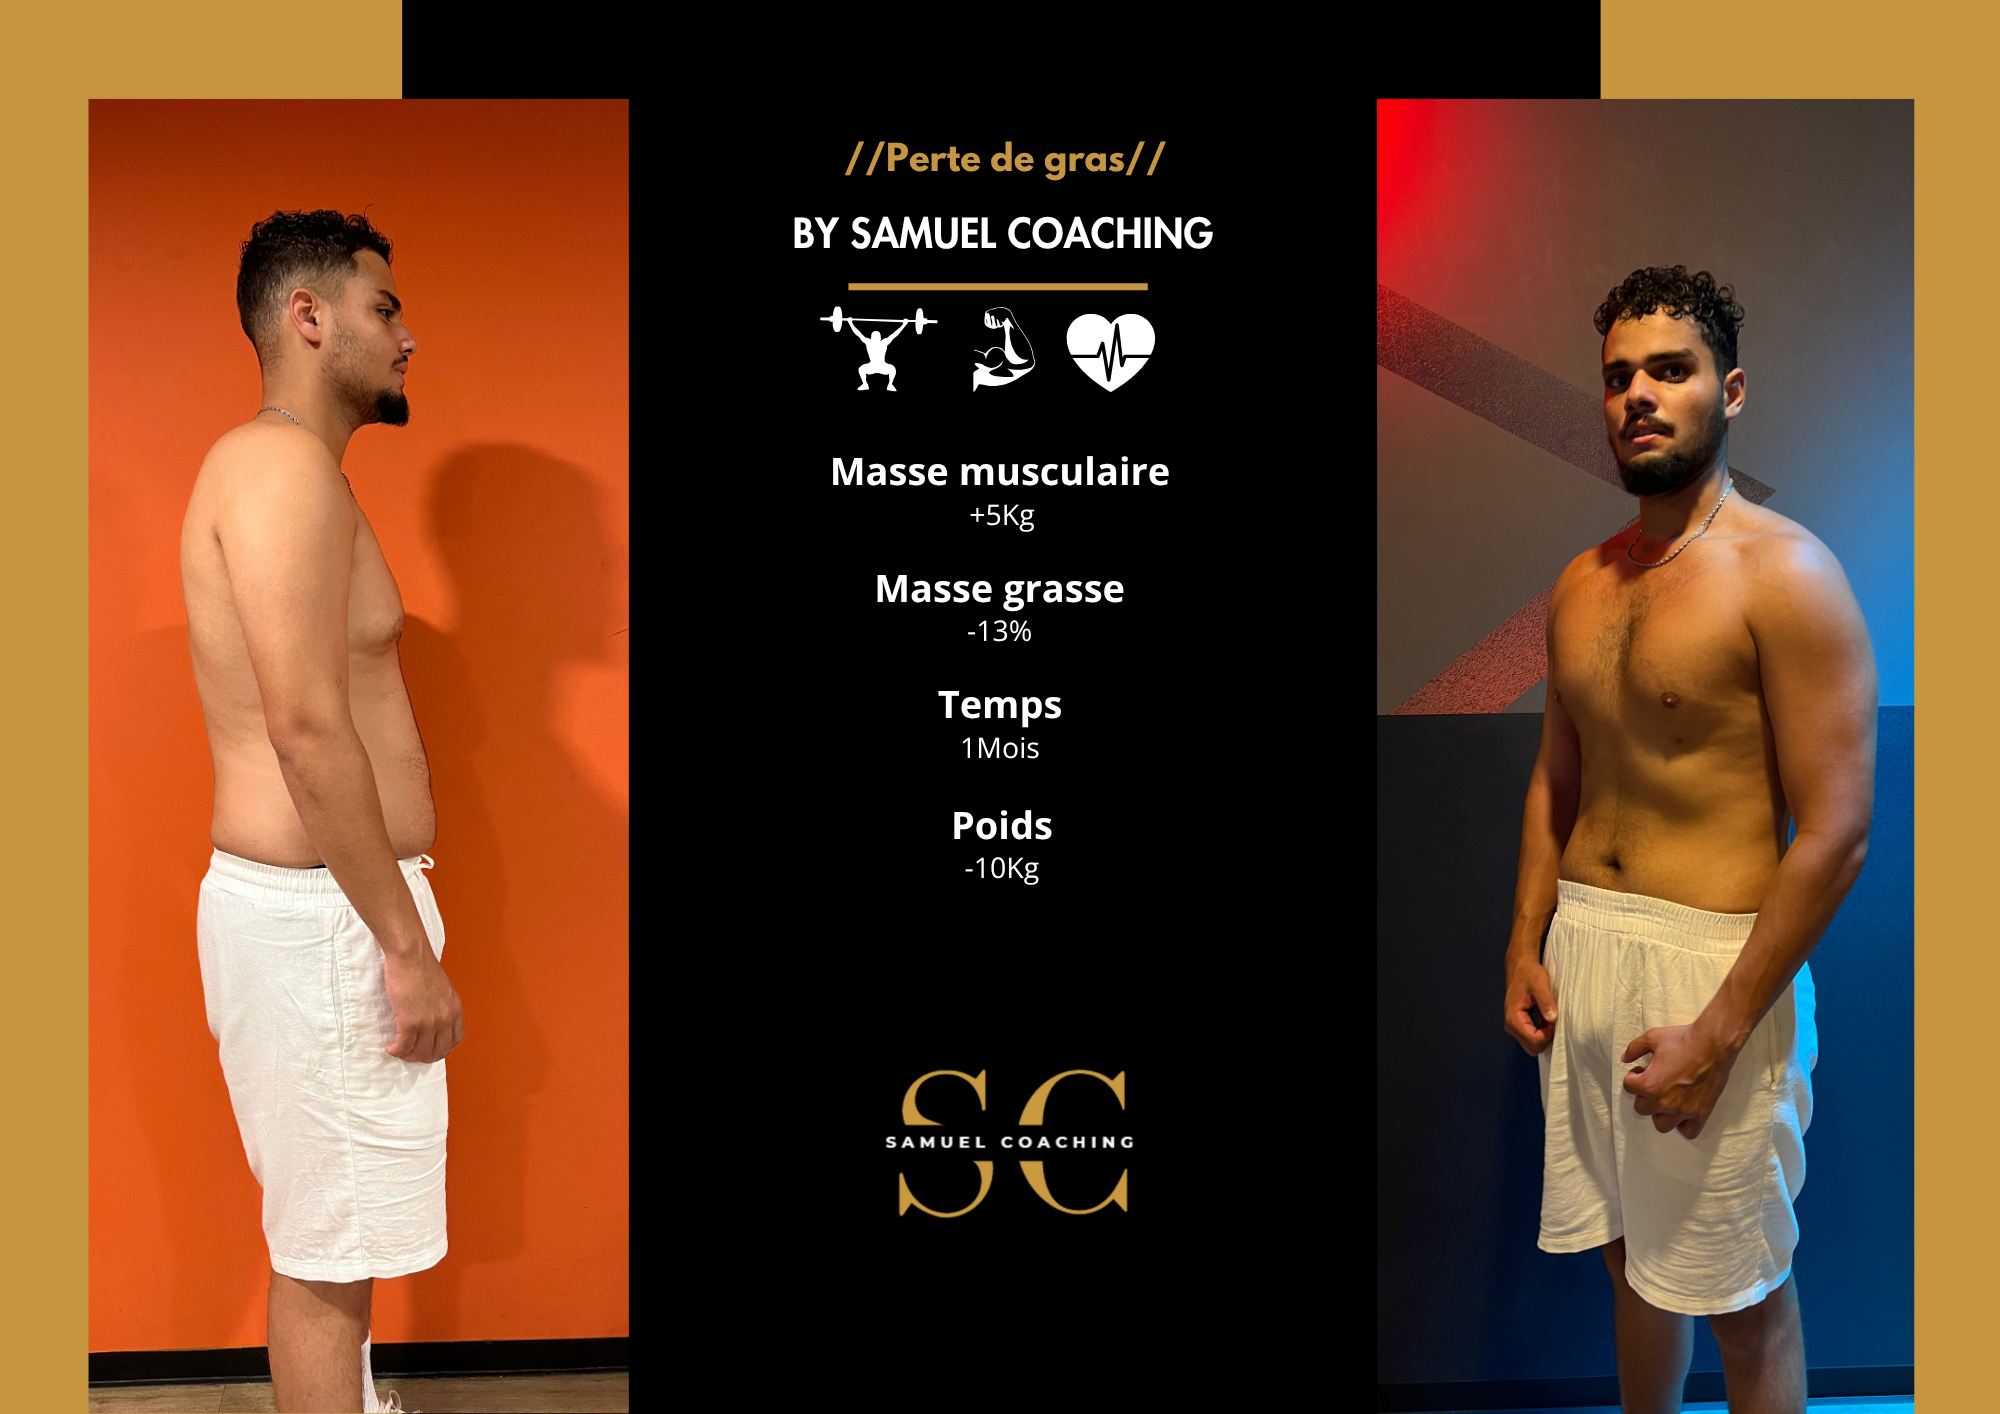 //Perte de gras//
BY SAMUEL COACHING
Masse musculaire
+5Kg
Masse grasse
-13%
Temps
1Mois
Poids
-10Kg
SC
SAMUEL COACHING